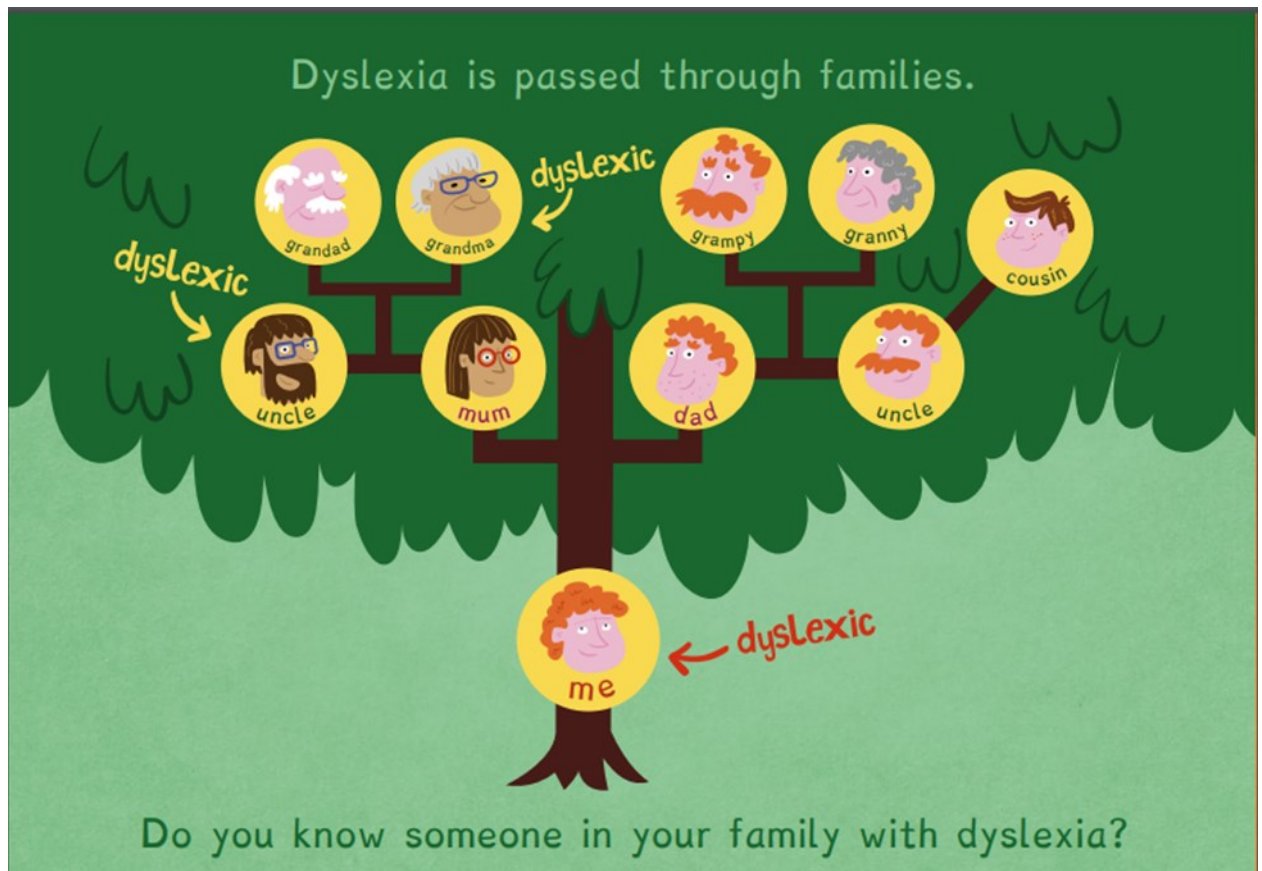 Dyslexia is passed through families.
dyslexic
grandad
grandma
grampy
granny
cousin
dyslexic
uncle
mum
dad
uncle
me
dyslexic
Do you know someone in your family with dyslexia?